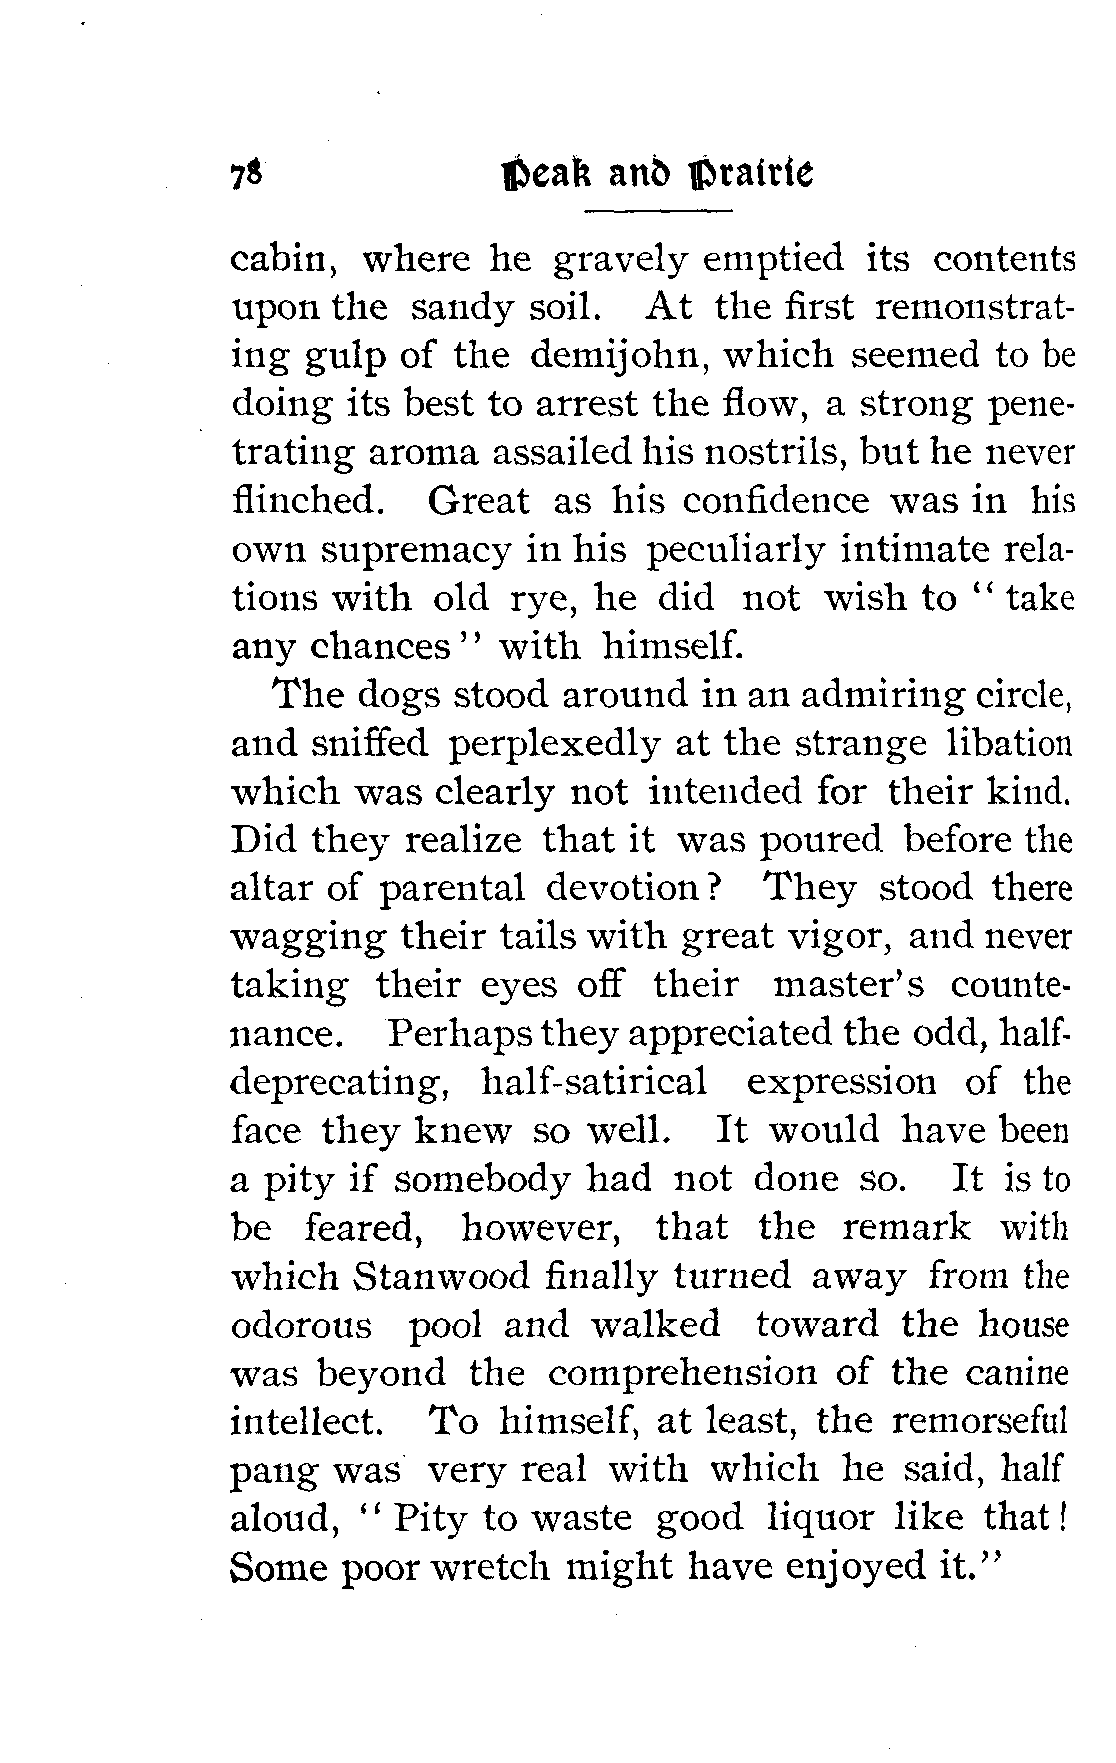 78 Peak and Prairie
cabin, where he gravely emptied its contents
upon the sandy soil. At the first remonstrat-
ing gulp of the demijohn, which seemed to be
doing its best to arrest the flow, a strong pene-
trating aroma assailed his nostrils, but he never
flinched. Great as his confidence was in his
own supremacy in his peculiarly intimate rela-
tions with old rye, he did not wish to "take
any chances" with himself.
The dogs stood around in an admiring circle,
and sniffed perplexedly at the strange libation
which was clearly not intended for their kind.
Did they realize that it was poured before the
altar of parental devotion? They stood there
wagging their tails with great vigor, and never
taking their eyes off their master's counte-
nance. Perhaps they appreciated the odd, half-
deprecating, half-satirical expression of the
face they knew so well. It would have been
a pity if somebody had not done so. It is to
be feared, however, that the remark with
which Stanwood finally turned away from the
odorous pool and walked toward the house
was beyond the comprehension of the canine
intellect. To himself, at least, the remorseful
pang was very real with which he said, half
aloud, "Pity to waste good liquor like that!
Some poor wretch might have enjoyed it."